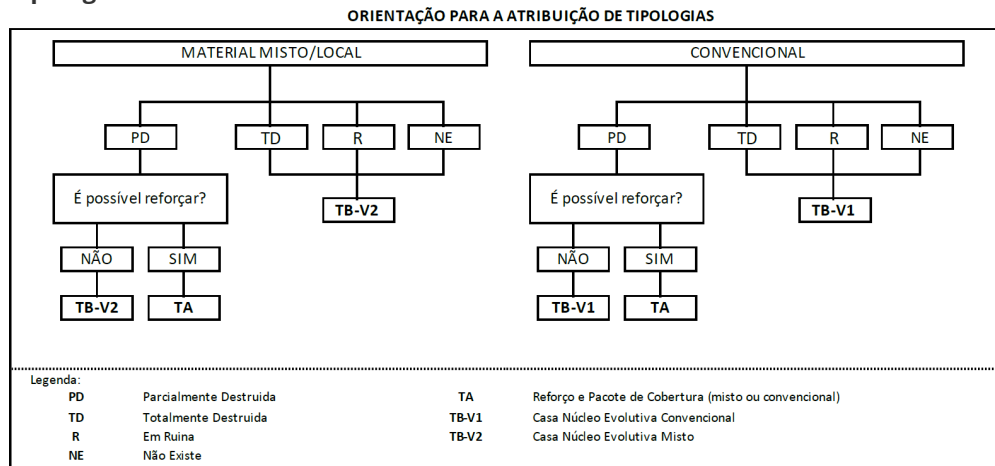 ORIENTAÇÃO PARA A ATRIBUIÇÃO DE TIPOLOGIAS
MATERIAL MISTO/LOCAL
CONVENCIONAL
PD TD R NE
PD TD R NE
É possível reforçar?
TB-V2
É possível reforçar?
TB-V1
NÃO SIM
NÃO SIM
TB-V2 TA
TB-V1 TA
Legenda:
PD Parcialmente Destruida
TD Totalmente Destruida
R Em Ruina
NE Não Existe
TA Reforço e Pacote de Cobertura (misto ou convencional)
TB-V1 Casa Núcleo Evolutiva Convencional
TB-V2 Casa Núcleo Evolutiva Misto